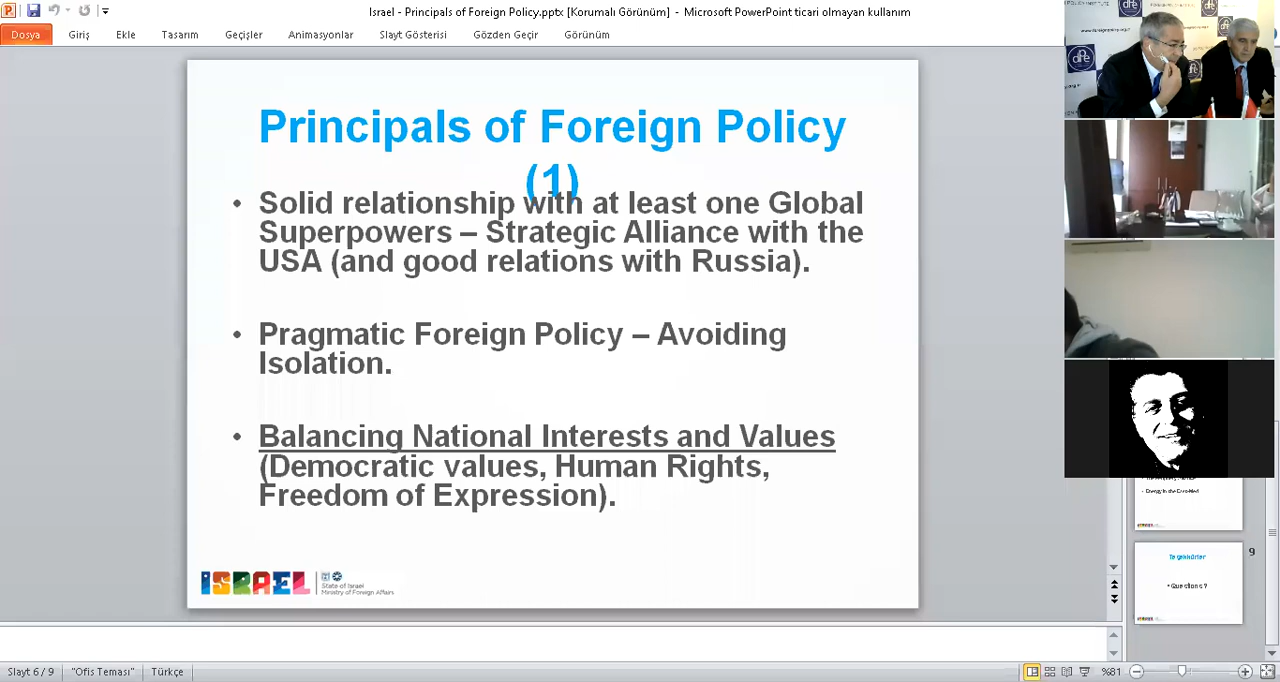 Israel - Principals of Foreign Policy.pptx [Korumalı Görünüm] - Microsoft PowerPoint ticari olmayan kullanım
Dosya Giriş Ekle Tasarım Geçişler Animasyonlar Slayt Gösterisi Gözden Geçir Görünüm
Principals of Foreign Policy
(1)
• Solid relationship with at least one Global
Superpowers – Strategic Alliance with the
USA (and good relations with Russia).
• Pragmatic Foreign Policy – Avoiding
Isolation.
• Balancing National Interests and Values
(Democratic values, Human Rights,
Freedom of Expression).
ISRAEL
State of Israel
Ministry of Foreign Affairs
dPe
9
Teşekkürler
• Questions?
Slayt 6 / 9 "Ofis Teması" Türkçe
%81